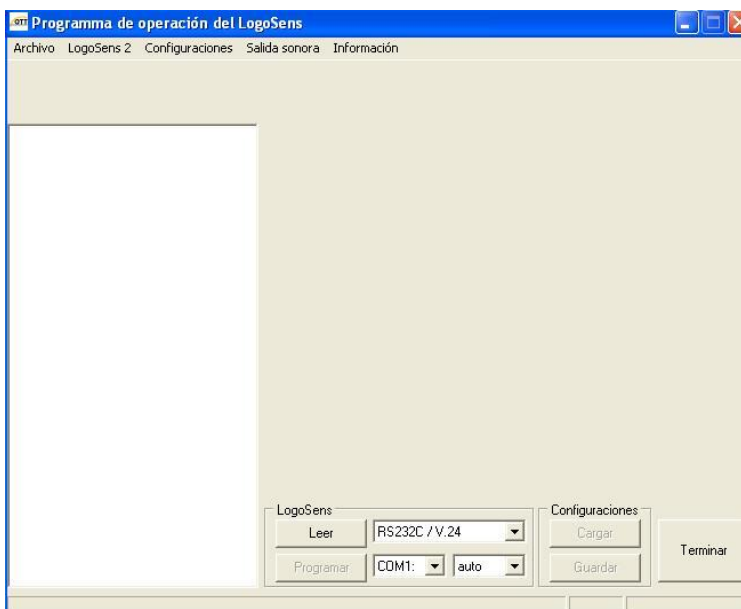 OTT Programma de operación del LogoSens
Archivo LogoSens 2 Configuraciones Salida sonora Información
LogoSens
Leer RS232C / V.24
Programar COM1: auto
Configuraciones
Cargar
Guardar
Terminar